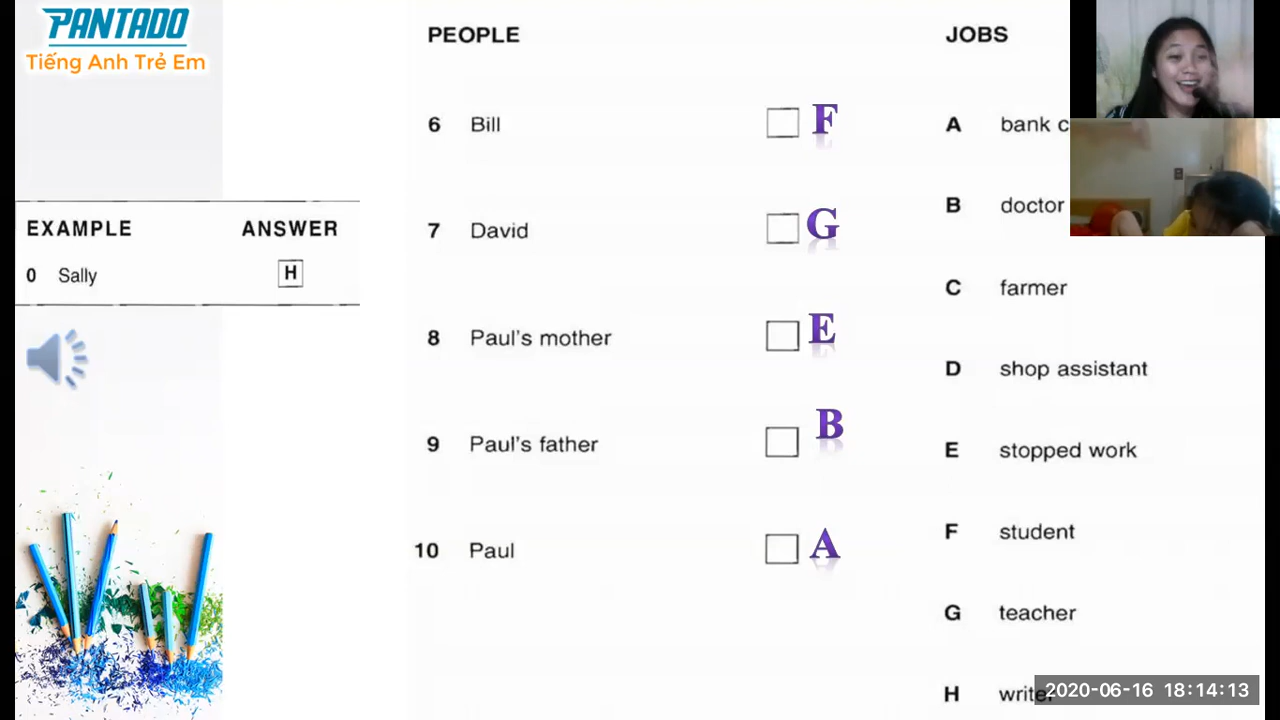 PANTADO
Tiếng Anh Trẻ Em
EXAMPLE ANSWER
0 Sally H
PEOPLE
6 Bill F
7 David G
8 Paul's mother E
9 Paul's father B
10 Paul A
JOBS
A bank
B doctor
C farmer
D shop assistant
E stopped work
F student
G teacher
H writer
2020-06-16 18:14:13